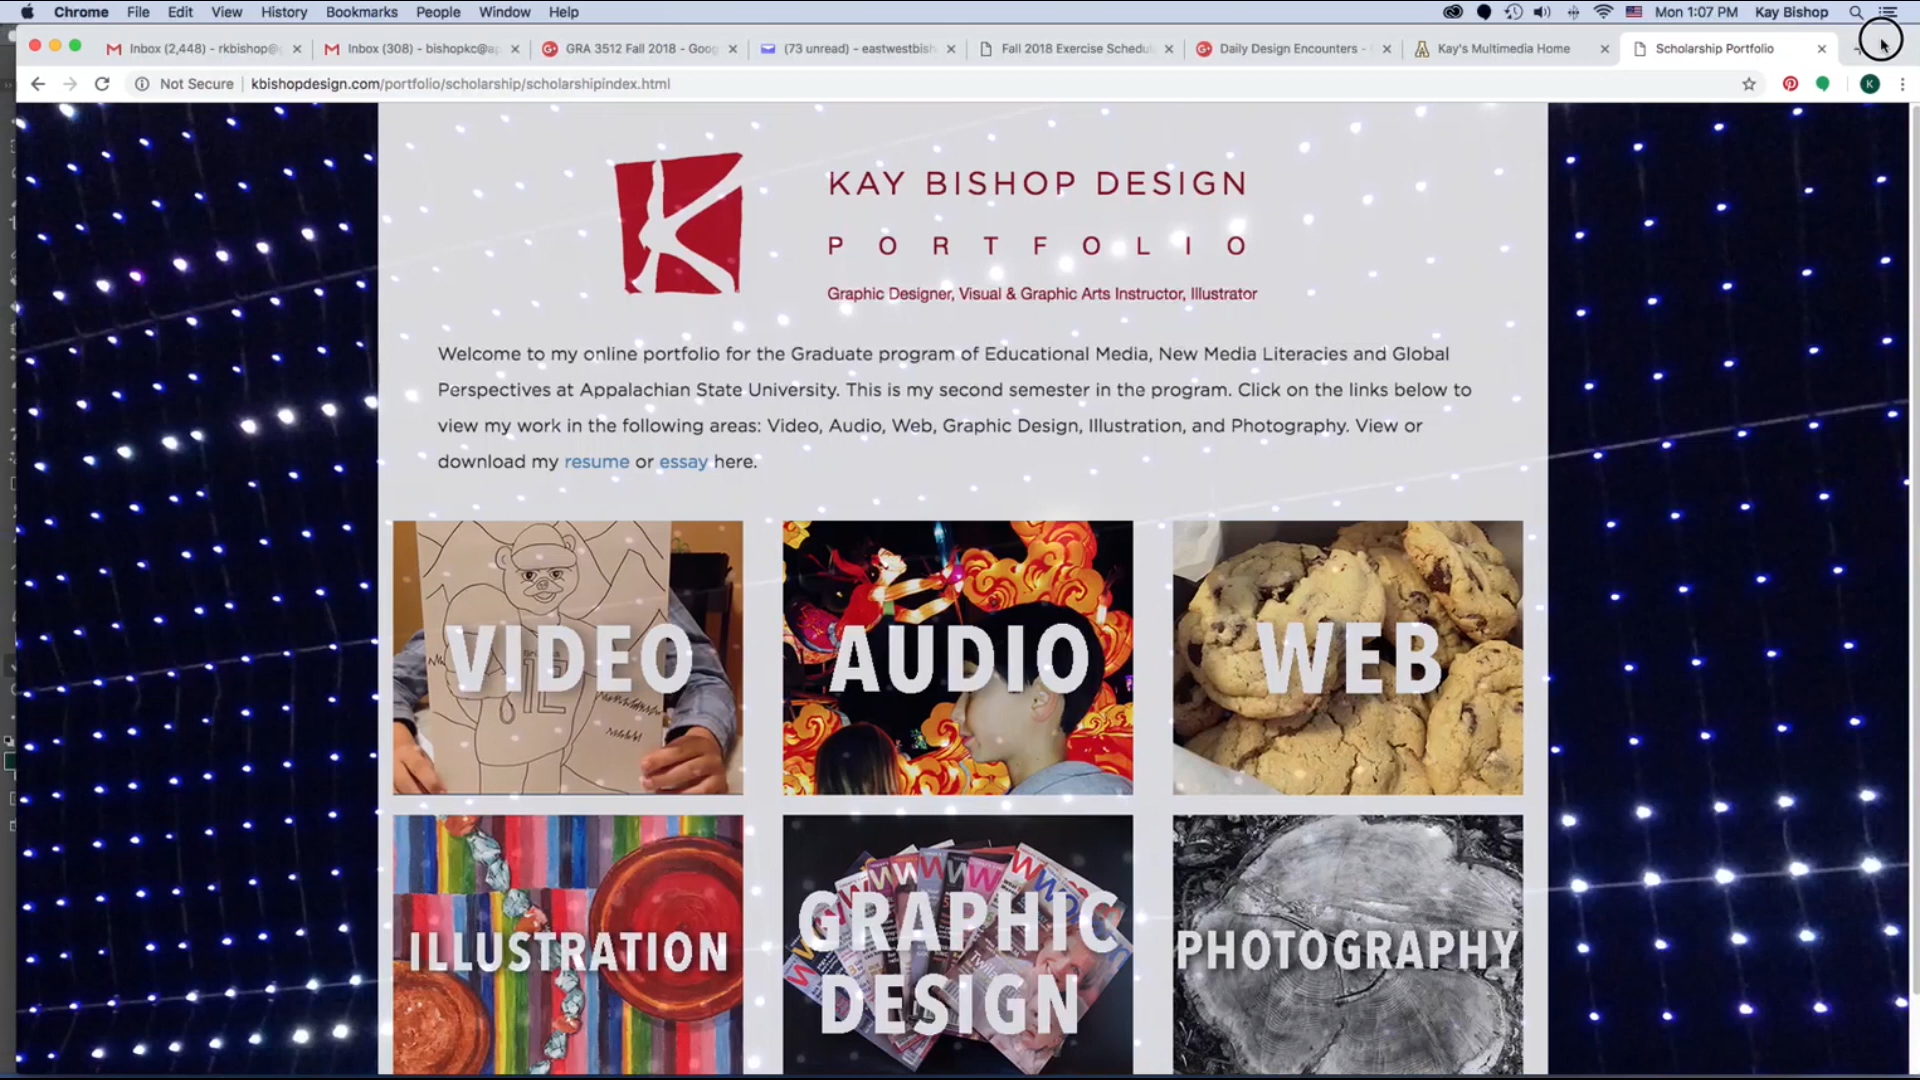 Chrome File Edit View History Bookmarks People Window Help Mon 1:07 PM Kay Bishop
Inbox (2,448) - rkbishop@g Inbox (308) - bishopkc@ap GRA 3512 Fall 2018 - Goog (73 unread) - eastwestbish Fall 2018 Exercise Schedul Daily Design Encounters - Kay's Multimedia Home Scholarship Portfolio
Not Secure kbishopdesign.com/portfolio/scholarship/scholarshipindex.html K
K
KAY BISHOP DESIGN
PORTFOLIO
Graphic Designer, Visual & Graphic Arts Instructor, Illustrator
Welcome to my online portfolio for the Graduate program of Educational Media, New Media Literacies and Global
Perspectives at Appalachian State University. This is my second semester in the program. Click on the links below to
view my work in the following areas: Video, Audio, Web, Graphic Design, Illustration, and Photography. View or
download my resume or essay here.
VIDEO
AUDIO
WEB
ILLUSTRATION
GRAPHIC
DESIGN
PHOTOGRAPHY